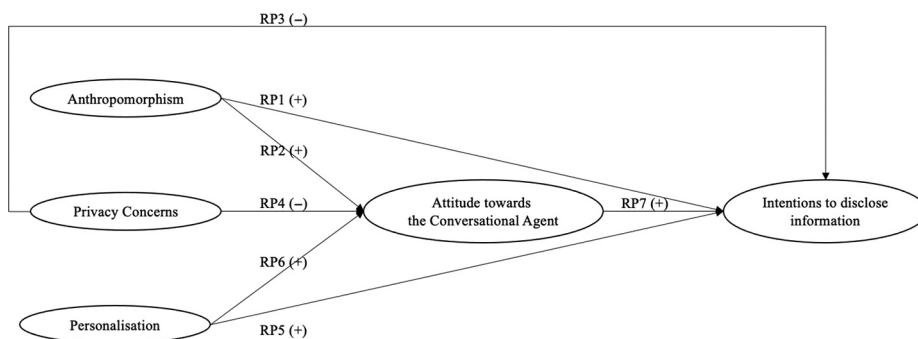 RP3 (–)
Anthropomorphism
RP1 (+)
RP2 (+)
Privacy Concerns
RP4 (–)
Attitude towards
the Conversational Agent
RP7 (+)
Intentions to disclose
information
RP6 (+)
Personalisation
RP5 (+)